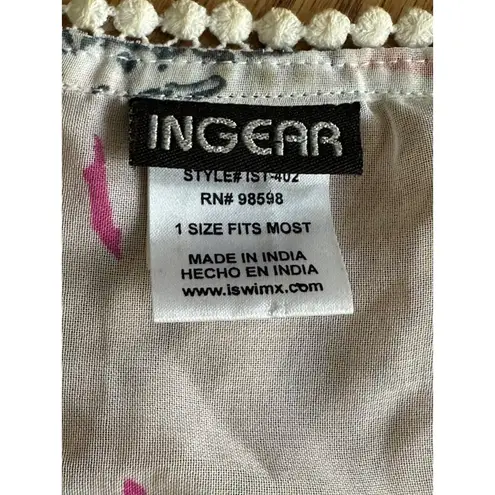 INGEAR
STYLE# IST-402
RN# 98598
1 SIZE FITS MOST
MADE IN INDIA
HECHO EN INDIA
www.iswimx.com